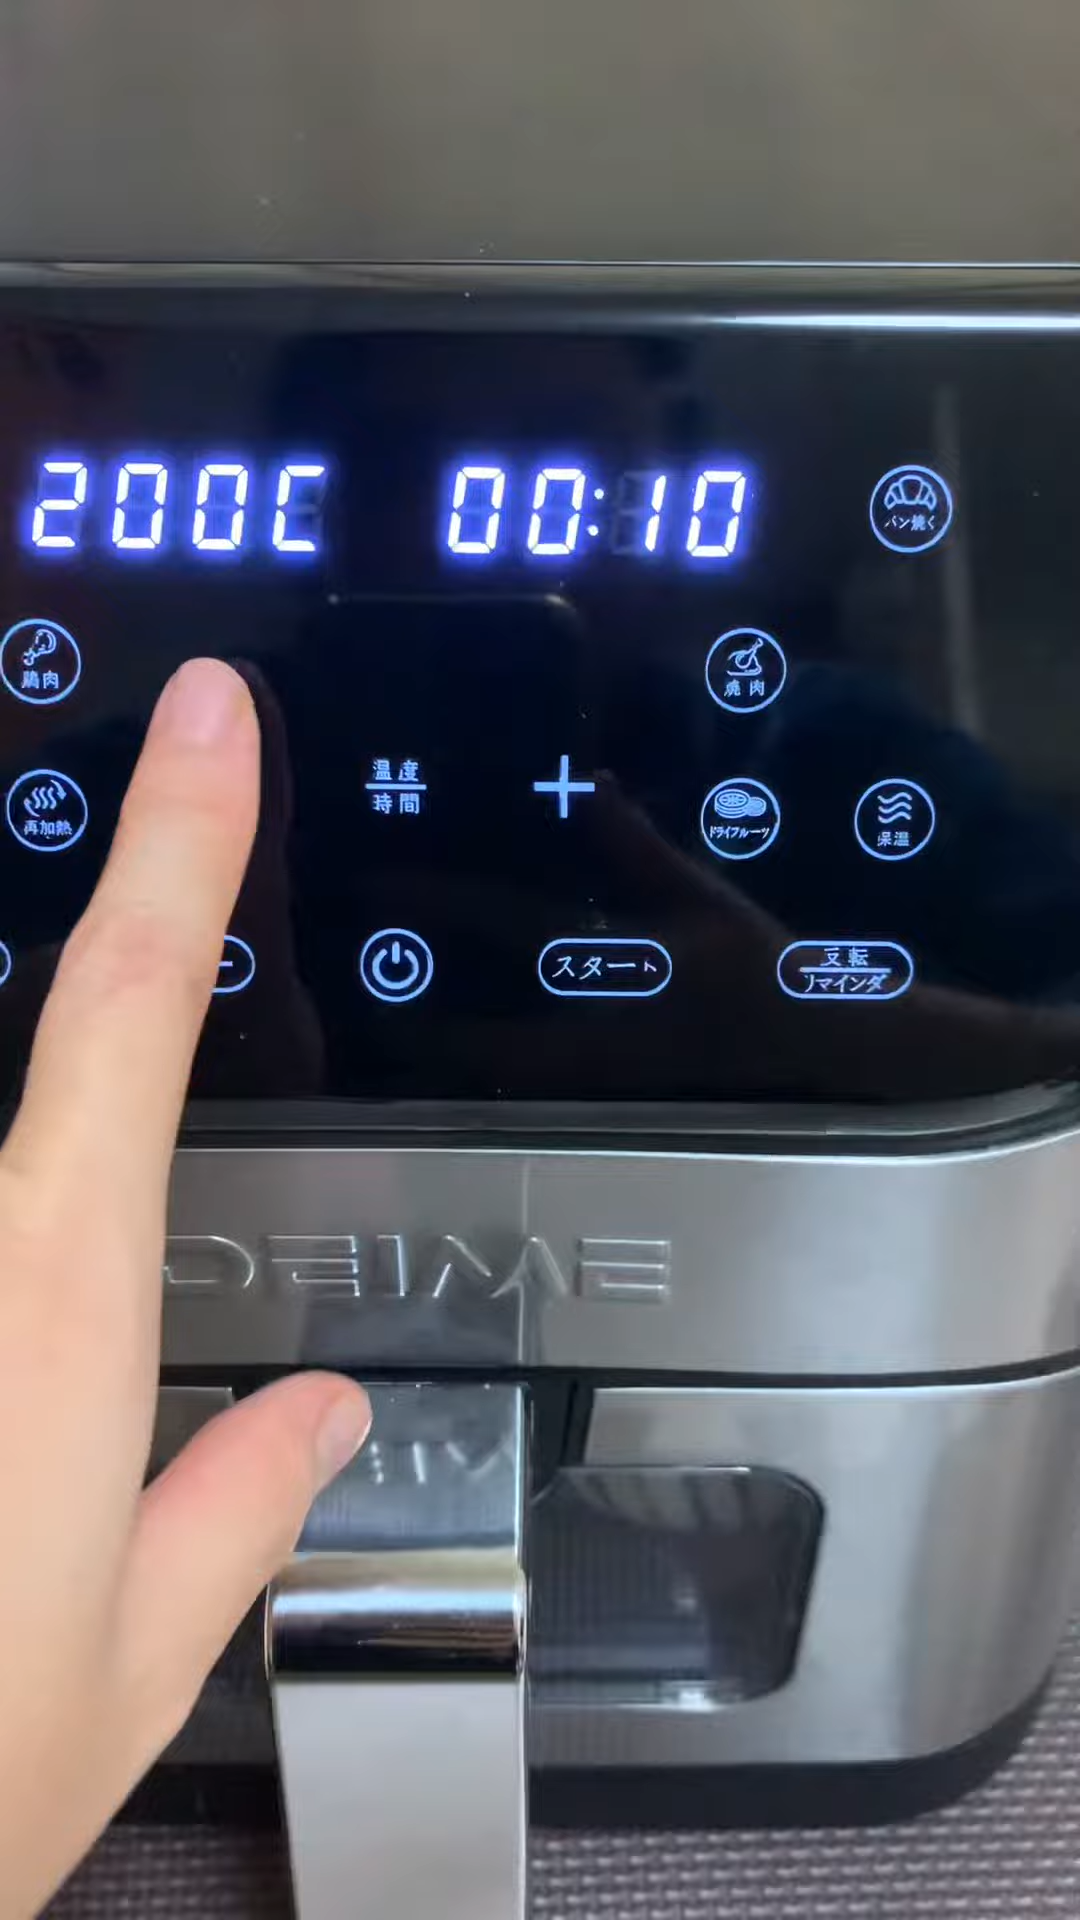 200C 00:10
パン焼く
鶏肉
焼肉
温度
時間
再加熱
ドライフルーツ
保温
スタート
反転
リマインダ